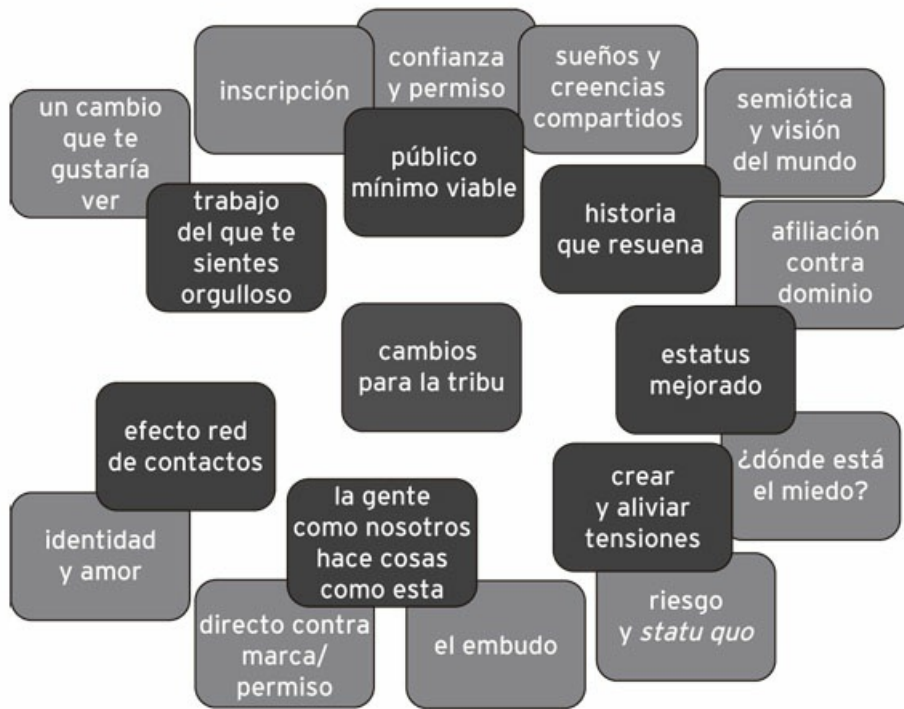 inscripción
confianza
y permiso
sueños y
creencias
compartidos
un cambio
que te
gustaría
ver
semiótica
y visión
del mundo
público
mínimo viable
trabajo
del que te
sientes
orgulloso
historia
que resuena
afiliación
contra
dominio
cambios
para la tribu
estatus
mejorado
efecto red
de contactos
¿dónde está
el miedo?
crear
y aliviar
tensiones
la gente
como nosotros
hace cosas
como esta
identidad
y amor
riesgo
y statu quo
directo contra
marca/
permiso
el embudo